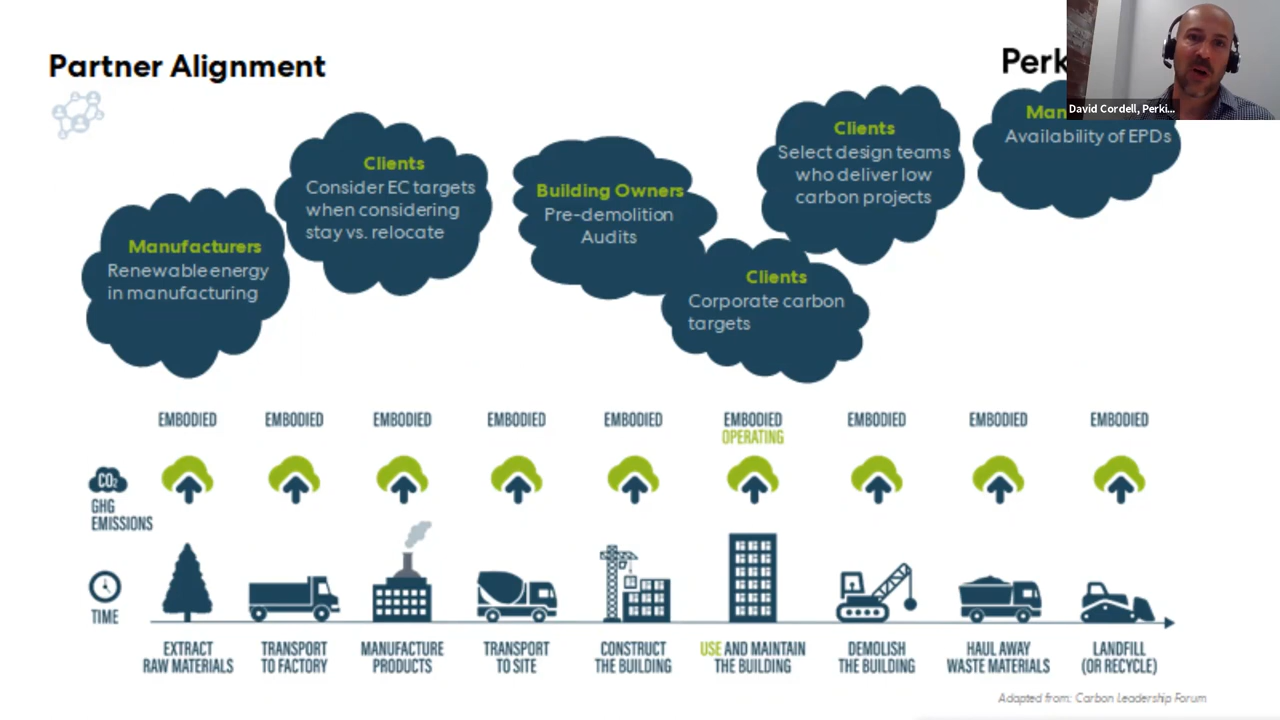 Partner Alignment
Perk
David Cordell, Perki...
Manufacturers
Renewable energy
in manufacturing
Clients
Consider EC targets
when considering
stay vs. relocate
Building Owners
Pre-demolition
Audits
Clients
Corporate carbon
targets
Clients
Select design teams
who deliver low
carbon projects
Man
Availability of EPDs
EMBODIED
EMBODIED
EMBODIED
EMBODIED
EMBODIED
EMBODIED
OPERATING
EMBODIED
EMBODIED
EMBODIED
CO₂
GHG
EMISSIONS
TIME
EXTRACT
RAW MATERIALS
TRANSPORT
TO FACTORY
MANUFACTURE
PRODUCTS
TRANSPORT
TO SITE
CONSTRUCT
THE BUILDING
USE AND MAINTAIN
THE BUILDING
DEMOLISH
THE BUILDING
HAUL AWAY
WASTE MATERIALS
LANDFILL
(OR RECYCLE)
Adapted from: Carbon Leadership Forum